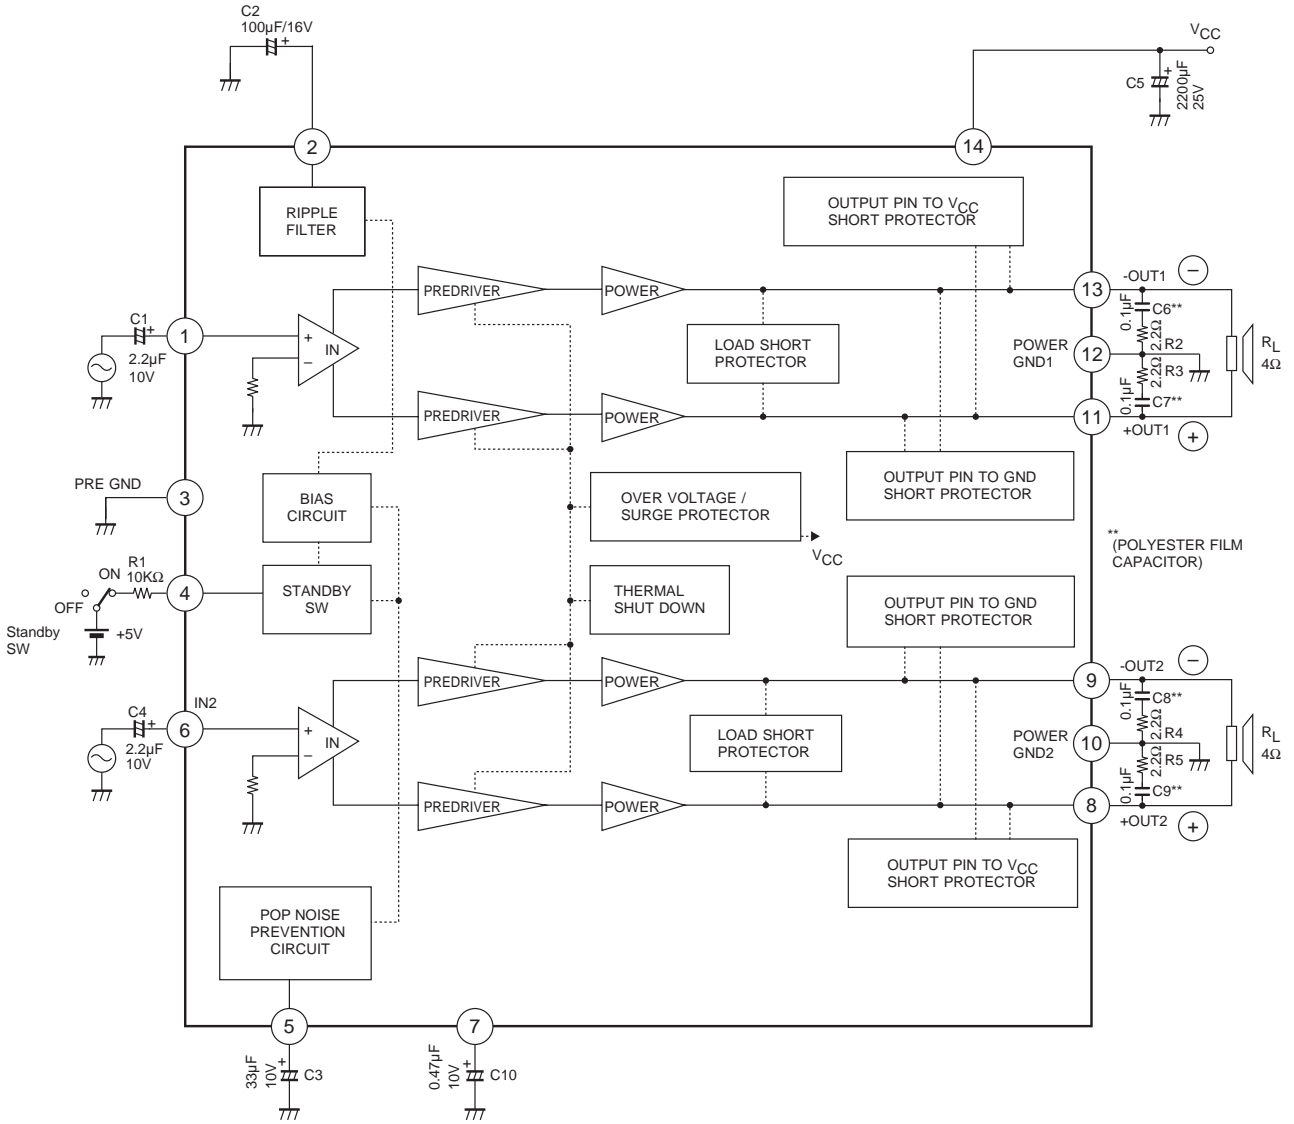 C2
100µF/16V
VCC
C5
2200µF
25V
2
14
RIPPLE
FILTER
OUTPUT PIN TO VCC
SHORT PROTECTOR
PREDRIVER
POWER
13
-OUT1
−
C1
2.2µF
10V
1
+
−
IN
LOAD SHORT
PROTECTOR
POWER
GND1
12
0.1µF
C6**
2.2Ω
R2
2.2Ω
R3
0.1µF
C7**
RL
4Ω
PREDRIVER
POWER
11
+OUT1
+
PRE GND
3
BIAS
CIRCUIT
OVER VOLTAGE /
SURGE PROTECTOR
VCC
OUTPUT PIN TO GND
SHORT PROTECTOR
**
(POLYESTER FILM
CAPACITOR)
R1
10KΩ
ON
OFF
Standby
SW
+5V
4
STANDBY
SW
THERMAL
SHUT DOWN
OUTPUT PIN TO GND
SHORT PROTECTOR
PREDRIVER
POWER
9
-OUT2
−
IN2
C4
2.2µF
10V
6
+
−
IN
LOAD SHORT
PROTECTOR
POWER
GND2
10
0.1µF
C8**
2.2Ω
R4
2.2Ω
R5
0.1µF
C9**
RL
4Ω
PREDRIVER
POWER
8
+OUT2
+
OUTPUT PIN TO VCC
SHORT PROTECTOR
POP NOISE
PREVENTION
CIRCUIT
5
7
33µF
10V
+
C3
0.47µF
10V
+
C10